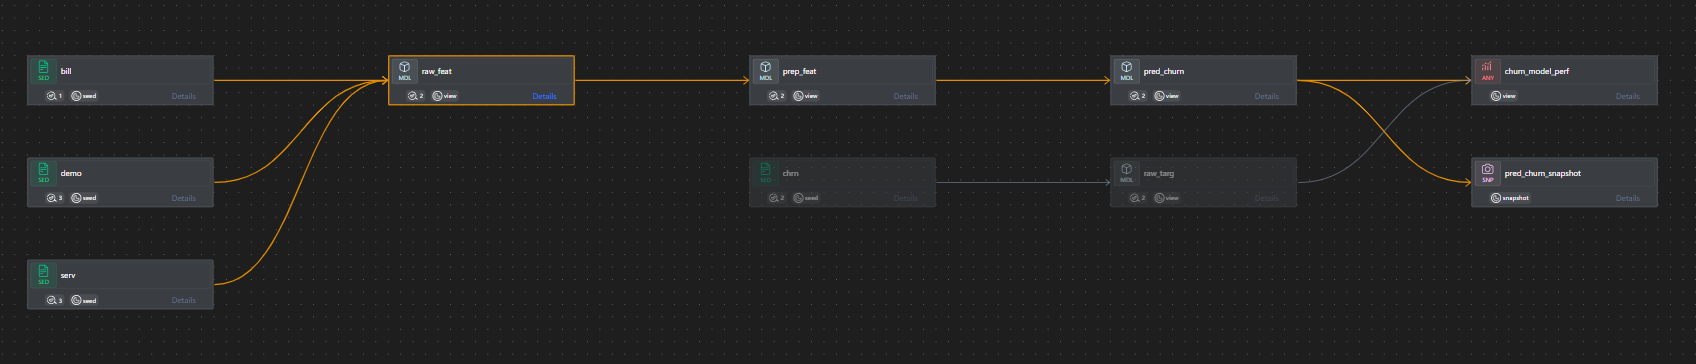 bill
SED
1 seed Details
raw_feat
MDL
2 view Details
prep_feat
MDL
2 view Details
pred_churn
MDL
2 view Details
churn_model_perf
ANY
view Details
demo
SED
3 seed Details
chrn
SED
2 seed Details
raw_targ
MDL
2 view Details
pred_churn_snapshot
SNP
snapshot Details
serv
SED
3 seed Details